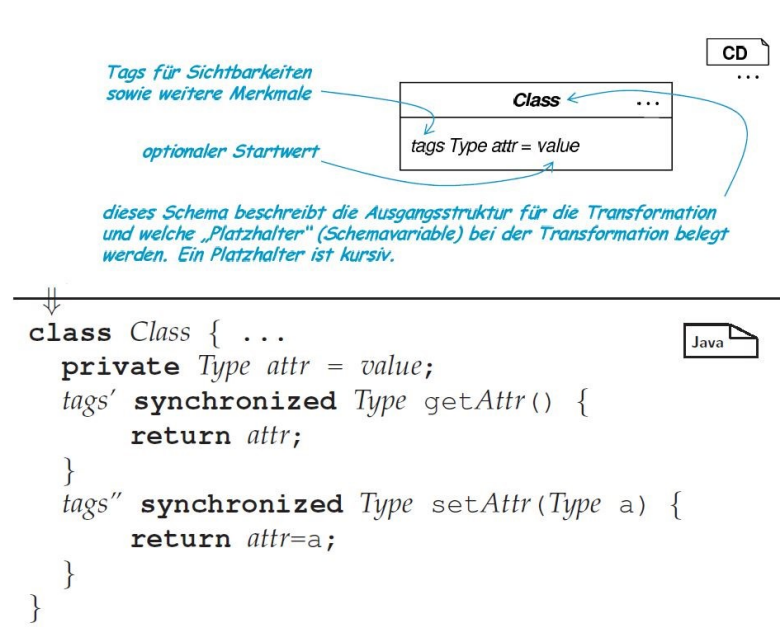 CD
...
Tags für Sichtbarkeiten
sowie weitere Merkmale
Class ...
optionaler Startwert
tags Type attr = value
dieses Schema beschreibt die Ausgangsstruktur für die Transformation
und welche „Platzhalter" (Schemavariable) bei der Transformation belegt
werden. Ein Platzhalter ist kursiv.
⇓
class Class { ...
Java
private Type attr = value;
tags′ synchronized Type getAttr() {
return attr;
}
tags″ synchronized Type setAttr(Type a) {
return attr=a;
}
}